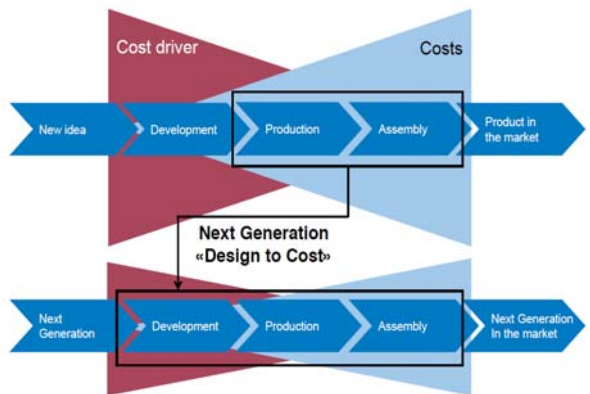 Cost driver
Costs
New idea
Development
Production
Assembly
Product in
the market
Next Generation
«Design to Cost»
Next
Generation
Development
Production
Assembly
Next Generation
In the market